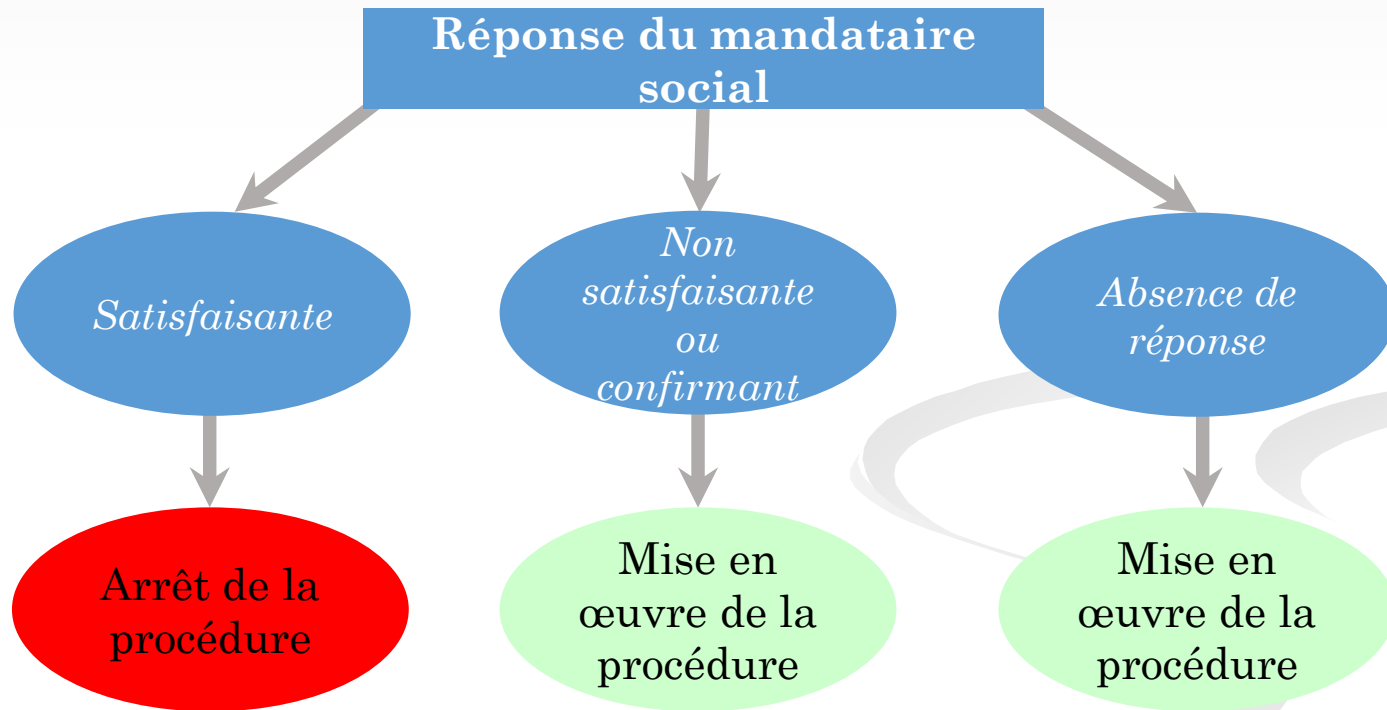 Réponse du mandataire
social
Satisfaisante
Non
satisfaisante
ou
confirmant
Absence de
réponse
Arrêt de la
procédure
Mise en
œuvre de la
procédure
Mise en
œuvre de la
procédure